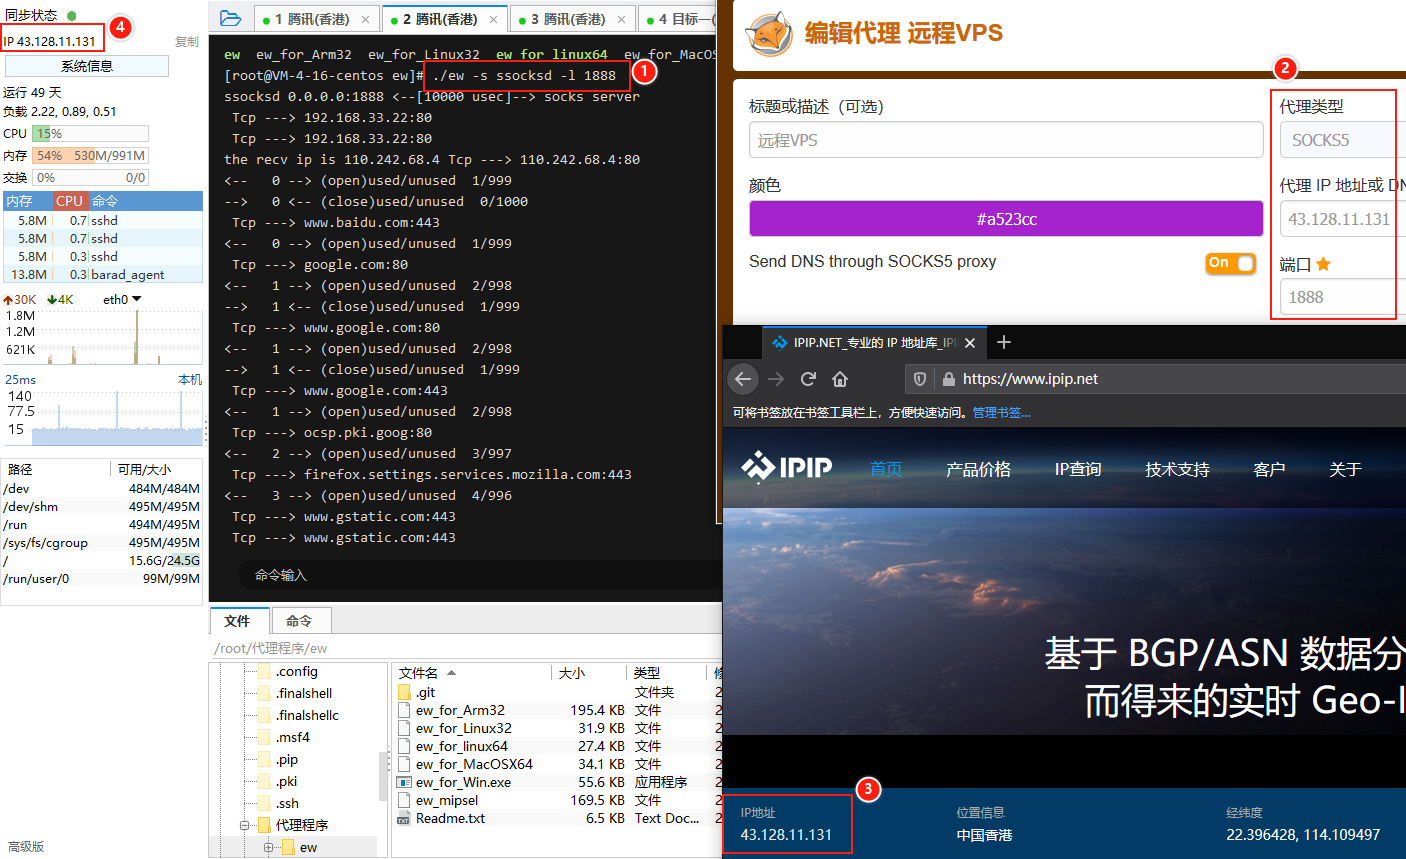 同步状态
IP 43.128.11.131
4
复制
系统信息
运行 49 天
负载 2.22, 0.89, 0.51
CPU 15%
内存 54% 530M/991M
交换 0% 0/0
内存 CPU 命令
5.8M 0.7 sshd
5.8M 0.7 sshd
5.8M 0.3 sshd
13.8M 0.3 barad_agent
30K 4K eth0
1.8M
1.2M
621K
25ms 本机
140
77.5
15
路径 可用/大小
/dev 484M/484M
/dev/shm 495M/495M
/run 494M/495M
/sys/fs/cgroup 495M/495M
/ 15.6G/24.5G
/run/user/0 99M/99M
高级版
1 腾讯(香港) ×
2 腾讯(香港) ×
3 腾讯(香港) ×
4 目标一(
ew ew_for_Arm32 ew_for_Linux32 ew_for_linux64 ew_for_MacOS
[root@VM-4-16-centos ew]# ./ew -s ssocksd -l 1888
1
ssocksd 0.0.0.0:1888 <--[10000 usec]--> socks server
Tcp ---> 192.168.33.22:80
Tcp ---> 192.168.33.22:80
the recv ip is 110.242.68.4 Tcp ---> 110.242.68.4:80
<-- 0 --> (open)used/unused 1/999
--> 0 <-- (close)used/unused 0/1000
Tcp ---> www.baidu.com:443
<-- 0 --> (open)used/unused 1/999
Tcp ---> google.com:80
<-- 1 --> (open)used/unused 2/998
--> 1 <-- (close)used/unused 1/999
Tcp ---> www.google.com:80
<-- 1 --> (open)used/unused 2/998
--> 1 <-- (close)used/unused 1/999
Tcp ---> www.google.com:443
<-- 1 --> (open)used/unused 2/998
Tcp ---> ocsp.pki.goog:80
<-- 2 --> (open)used/unused 3/997
Tcp ---> firefox.settings.services.mozilla.com:443
<-- 3 --> (open)used/unused 4/996
Tcp ---> www.gstatic.com:443
Tcp ---> www.gstatic.com:443
命令输入
文件 命令
/root/代理程序/ew
.config
.finalshell
.finalshellc
.msf4
.pip
.pki
.ssh
代理程序
ew
文件名 大小 类型
.git 文件夹 2
ew_for_Arm32 195.4 KB 文件 2
ew_for_Linux32 31.9 KB 文件 2
ew_for_linux64 27.4 KB 文件 2
ew_for_MacOSX64 34.1 KB 文件 2
ew_for_Win.exe 55.6 KB 应用程序 2
ew_mipsel 169.5 KB 文件 2
Readme.txt 6.5 KB Text Doc... 2
编辑代理 远程VPS
2
标题或描述（可选）
远程VPS
颜色
#a523cc
Send DNS through SOCKS5 proxy
On
代理类型
SOCKS5
代理 IP 地址或 DN
43.128.11.131
端口
1888
IPIP.NET_专业的 IP 地址库_IPI
https://www.ipip.net
可将书签放在书签工具栏上，方便快速访问。管理书签...
IPIP 首页 产品价格 IP查询 技术支持 客户 关于
基于 BGP/ASN 数据分
而得来的实时 Geo-I
3
IP地址 位置信息 经纬度
43.128.11.131 中国香港 22.396428, 114.109497